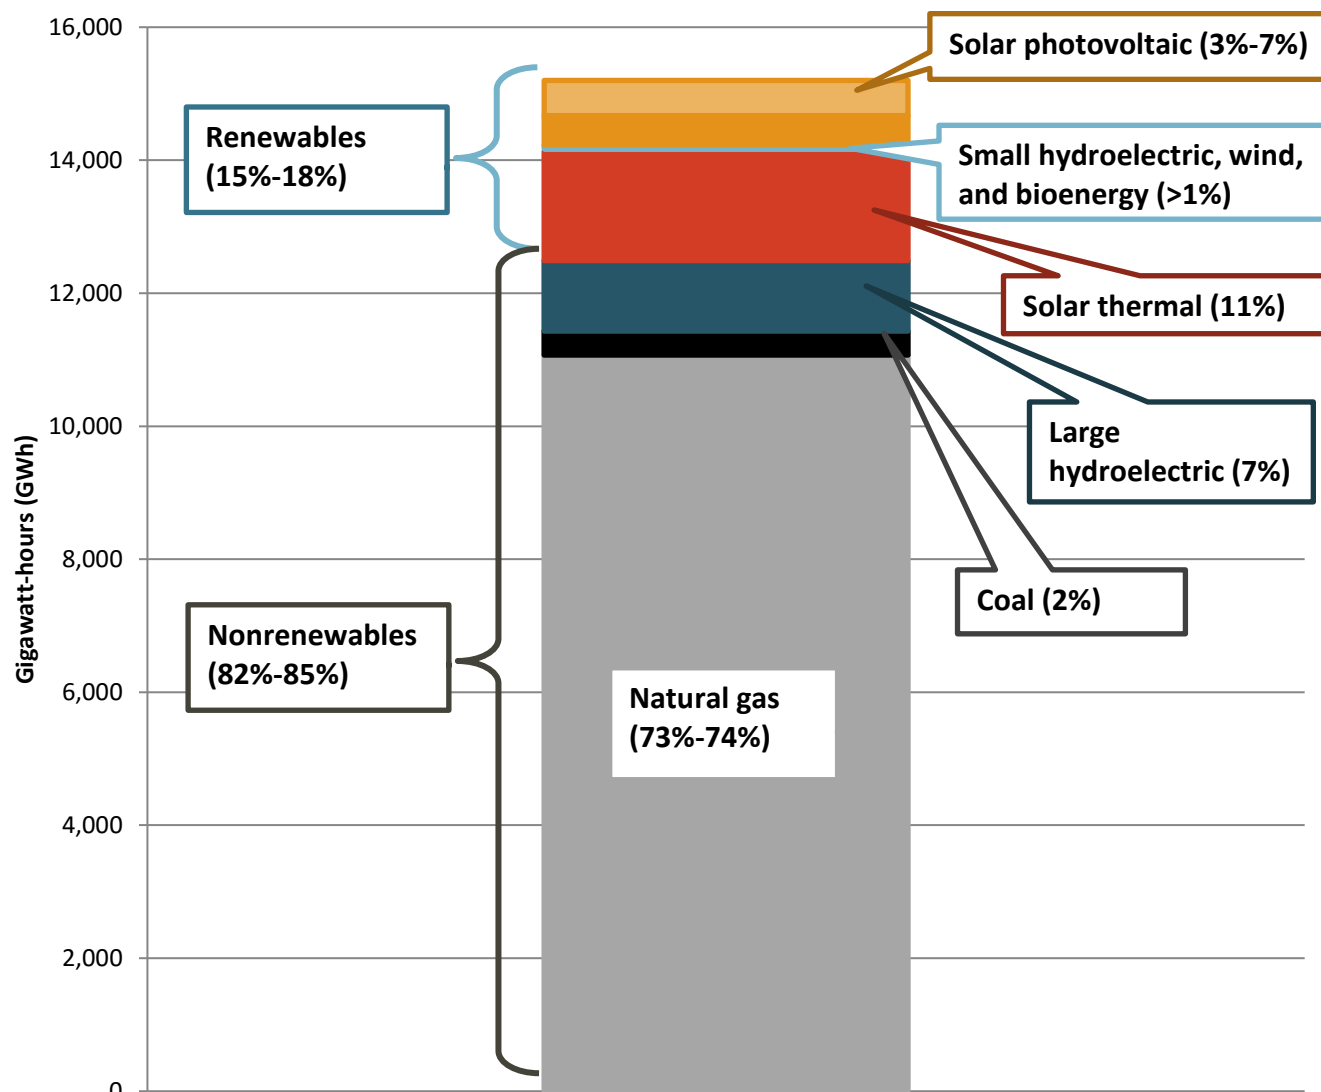 16,000
Solar photovoltaic (3%-7%)
Renewables
(15%-18%)
14,000
Small hydroelectric, wind,
and bioenergy (>1%)
12,000
Solar thermal (11%)
Large
hydroelectric (7%)
10,000
Gigawatt-hours (GWh)
8,000
Coal (2%)
Nonrenewables
(82%-85%)
6,000
Natural gas
(73%-74%)
4,000
2,000
0